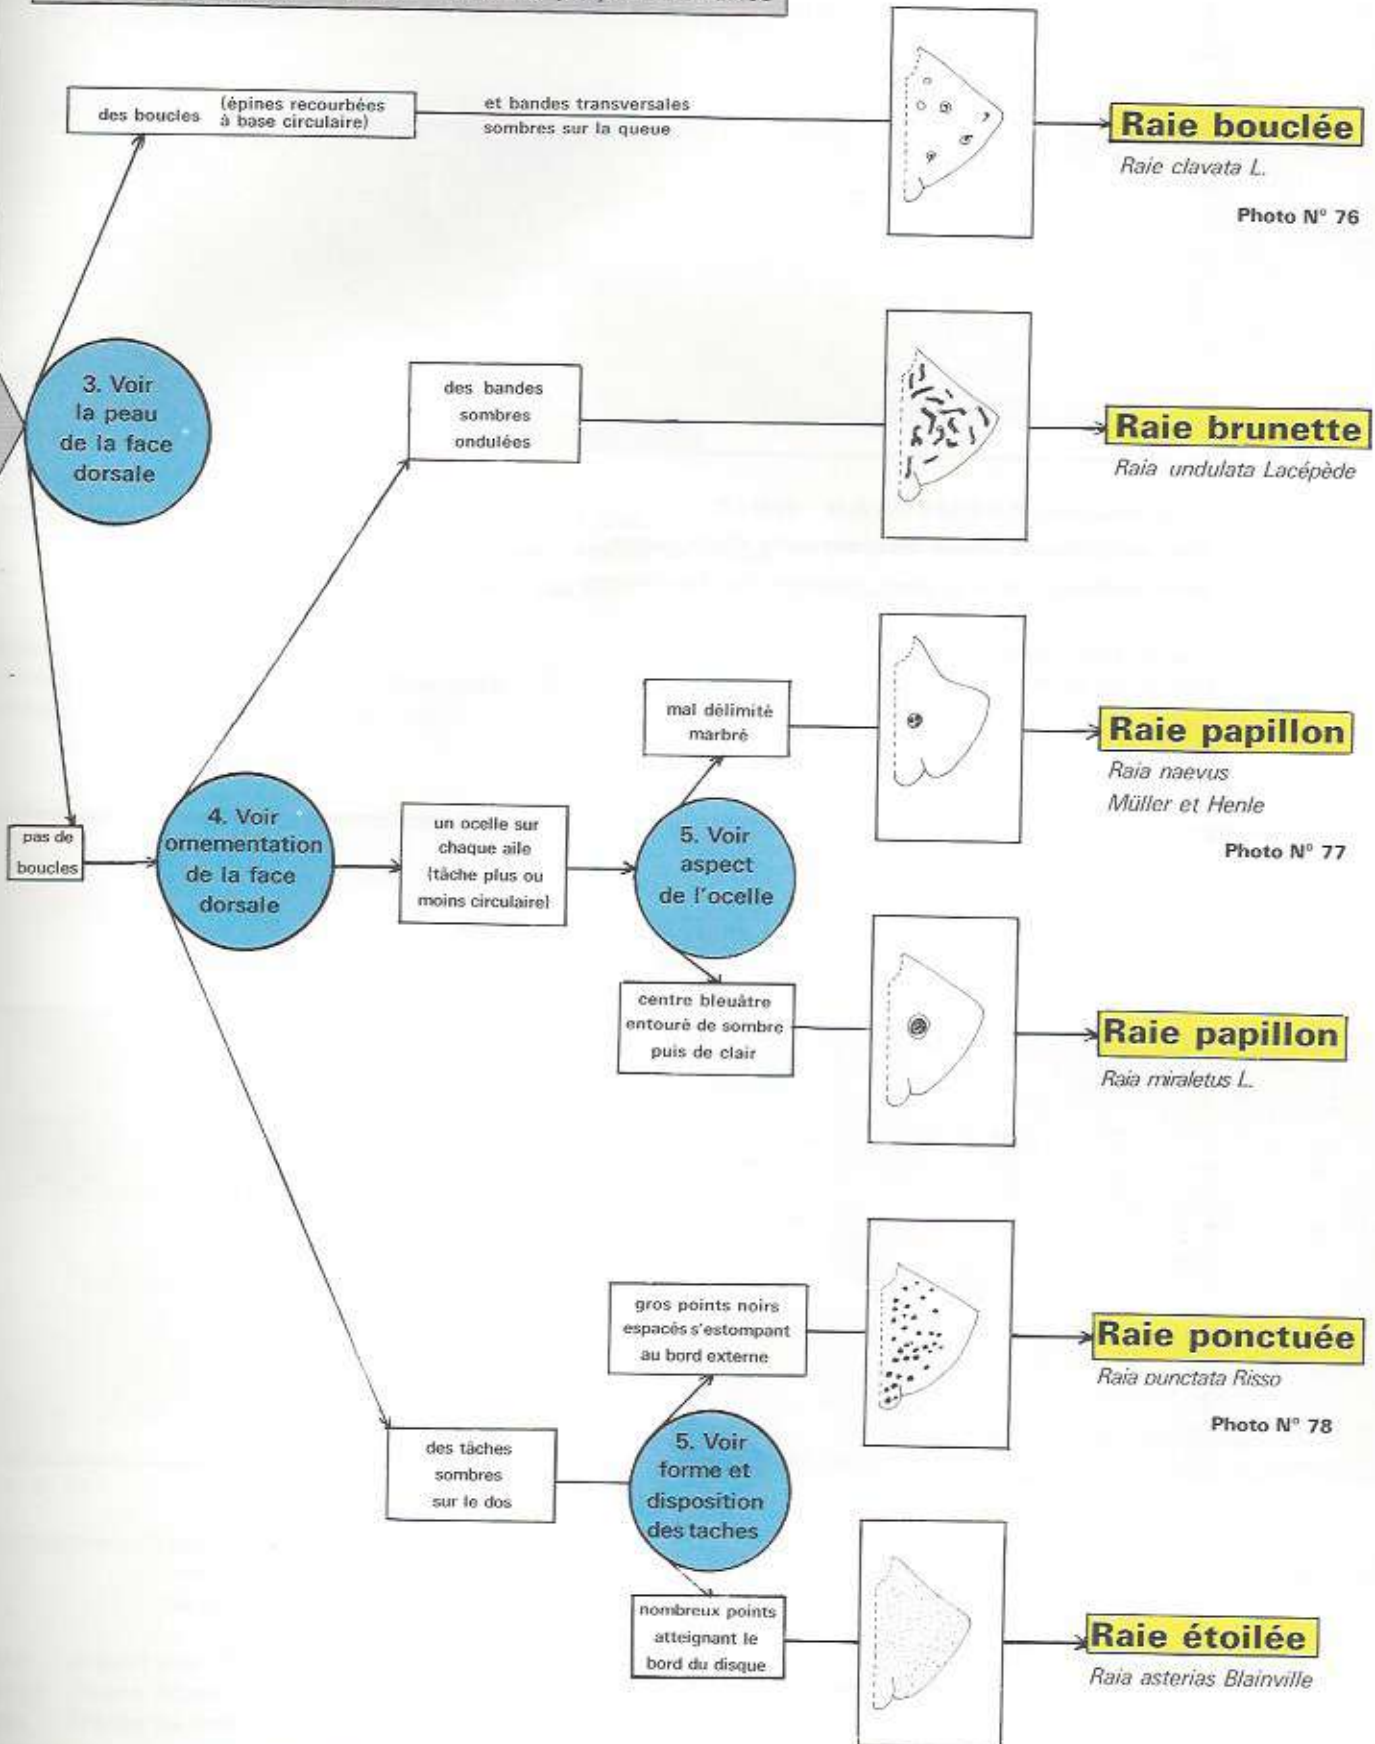 des boucles (épines recourbées
à base circulaire)
et bandes transversales
sombres sur la queue
Raie bouclée
Raie clavata L.
Photo N° 76
3. Voir
la peau
de la face
dorsale
des bandes
sombres
ondulées
Raie brunette
Raia undulata Lacépède
Photo N° 77
mal délimité
marbré
Raie papillon
Raia naevus
Müller et Henle
pas de
boucles
4. Voir
ornementation
de la face
dorsale
un ocelle sur
chaque aile
(tâche plus ou
moins circulaire)
5. Voir
aspect
de l'ocelle
centre bleuâtre
entouré de sombre
puis de clair
Raie papillon
Raia miraletus L.
gros points noirs
espacés s'estompant
au bord externe
Raie ponctuée
Raia punctata Risso
Photo N° 78
des tâches
sombres
sur le dos
5. Voir
forme et
disposition
des taches
nombreux points
atteignant le
bord du disque
Raie étoilée
Raia asterias Blainville